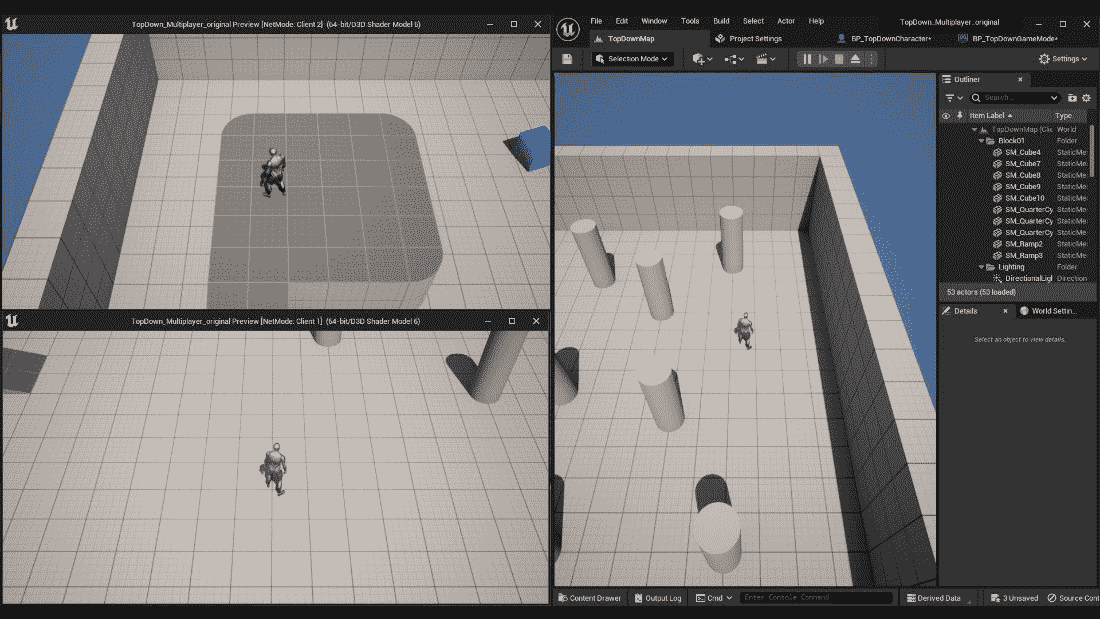 TopDown_Multiplayer_original Preview [NetMode: Client 2] (64-bit/D3D Shader Model 6)
TopDown_Multiplayer_original Preview [NetMode: Client 1] (64-bit/D3D Shader Model 6)
File Edit Window Tools Build Select Actor Help TopDown_Multiplayer_original
TopDownMap Project Settings BP_TopDownCharacter* BP_TopDownGameMode*
Selection Mode Settings
Outliner
Search...
Item Label Type
TopDownMap (Clie World
Block01 Folder
SM_Cube4 StaticMe
SM_Cube7 StaticMe
SM_Cube8 StaticMe
SM_Cube9 StaticMe
SM_Cube10 StaticMe
SM_QuarterCy StaticMe
SM_QuarterCy StaticMe
SM_QuarterCy StaticMe
SM_Ramp2 StaticMe
SM_Ramp3 StaticMe
Lighting Folder
DirectionalLigl Direction
53 actors (53 loaded)
Details World Settin...
Select an object to view details.
Content Drawer Output Log Cmd Enter Console Command Derived Data 3 Unsaved Source Cont